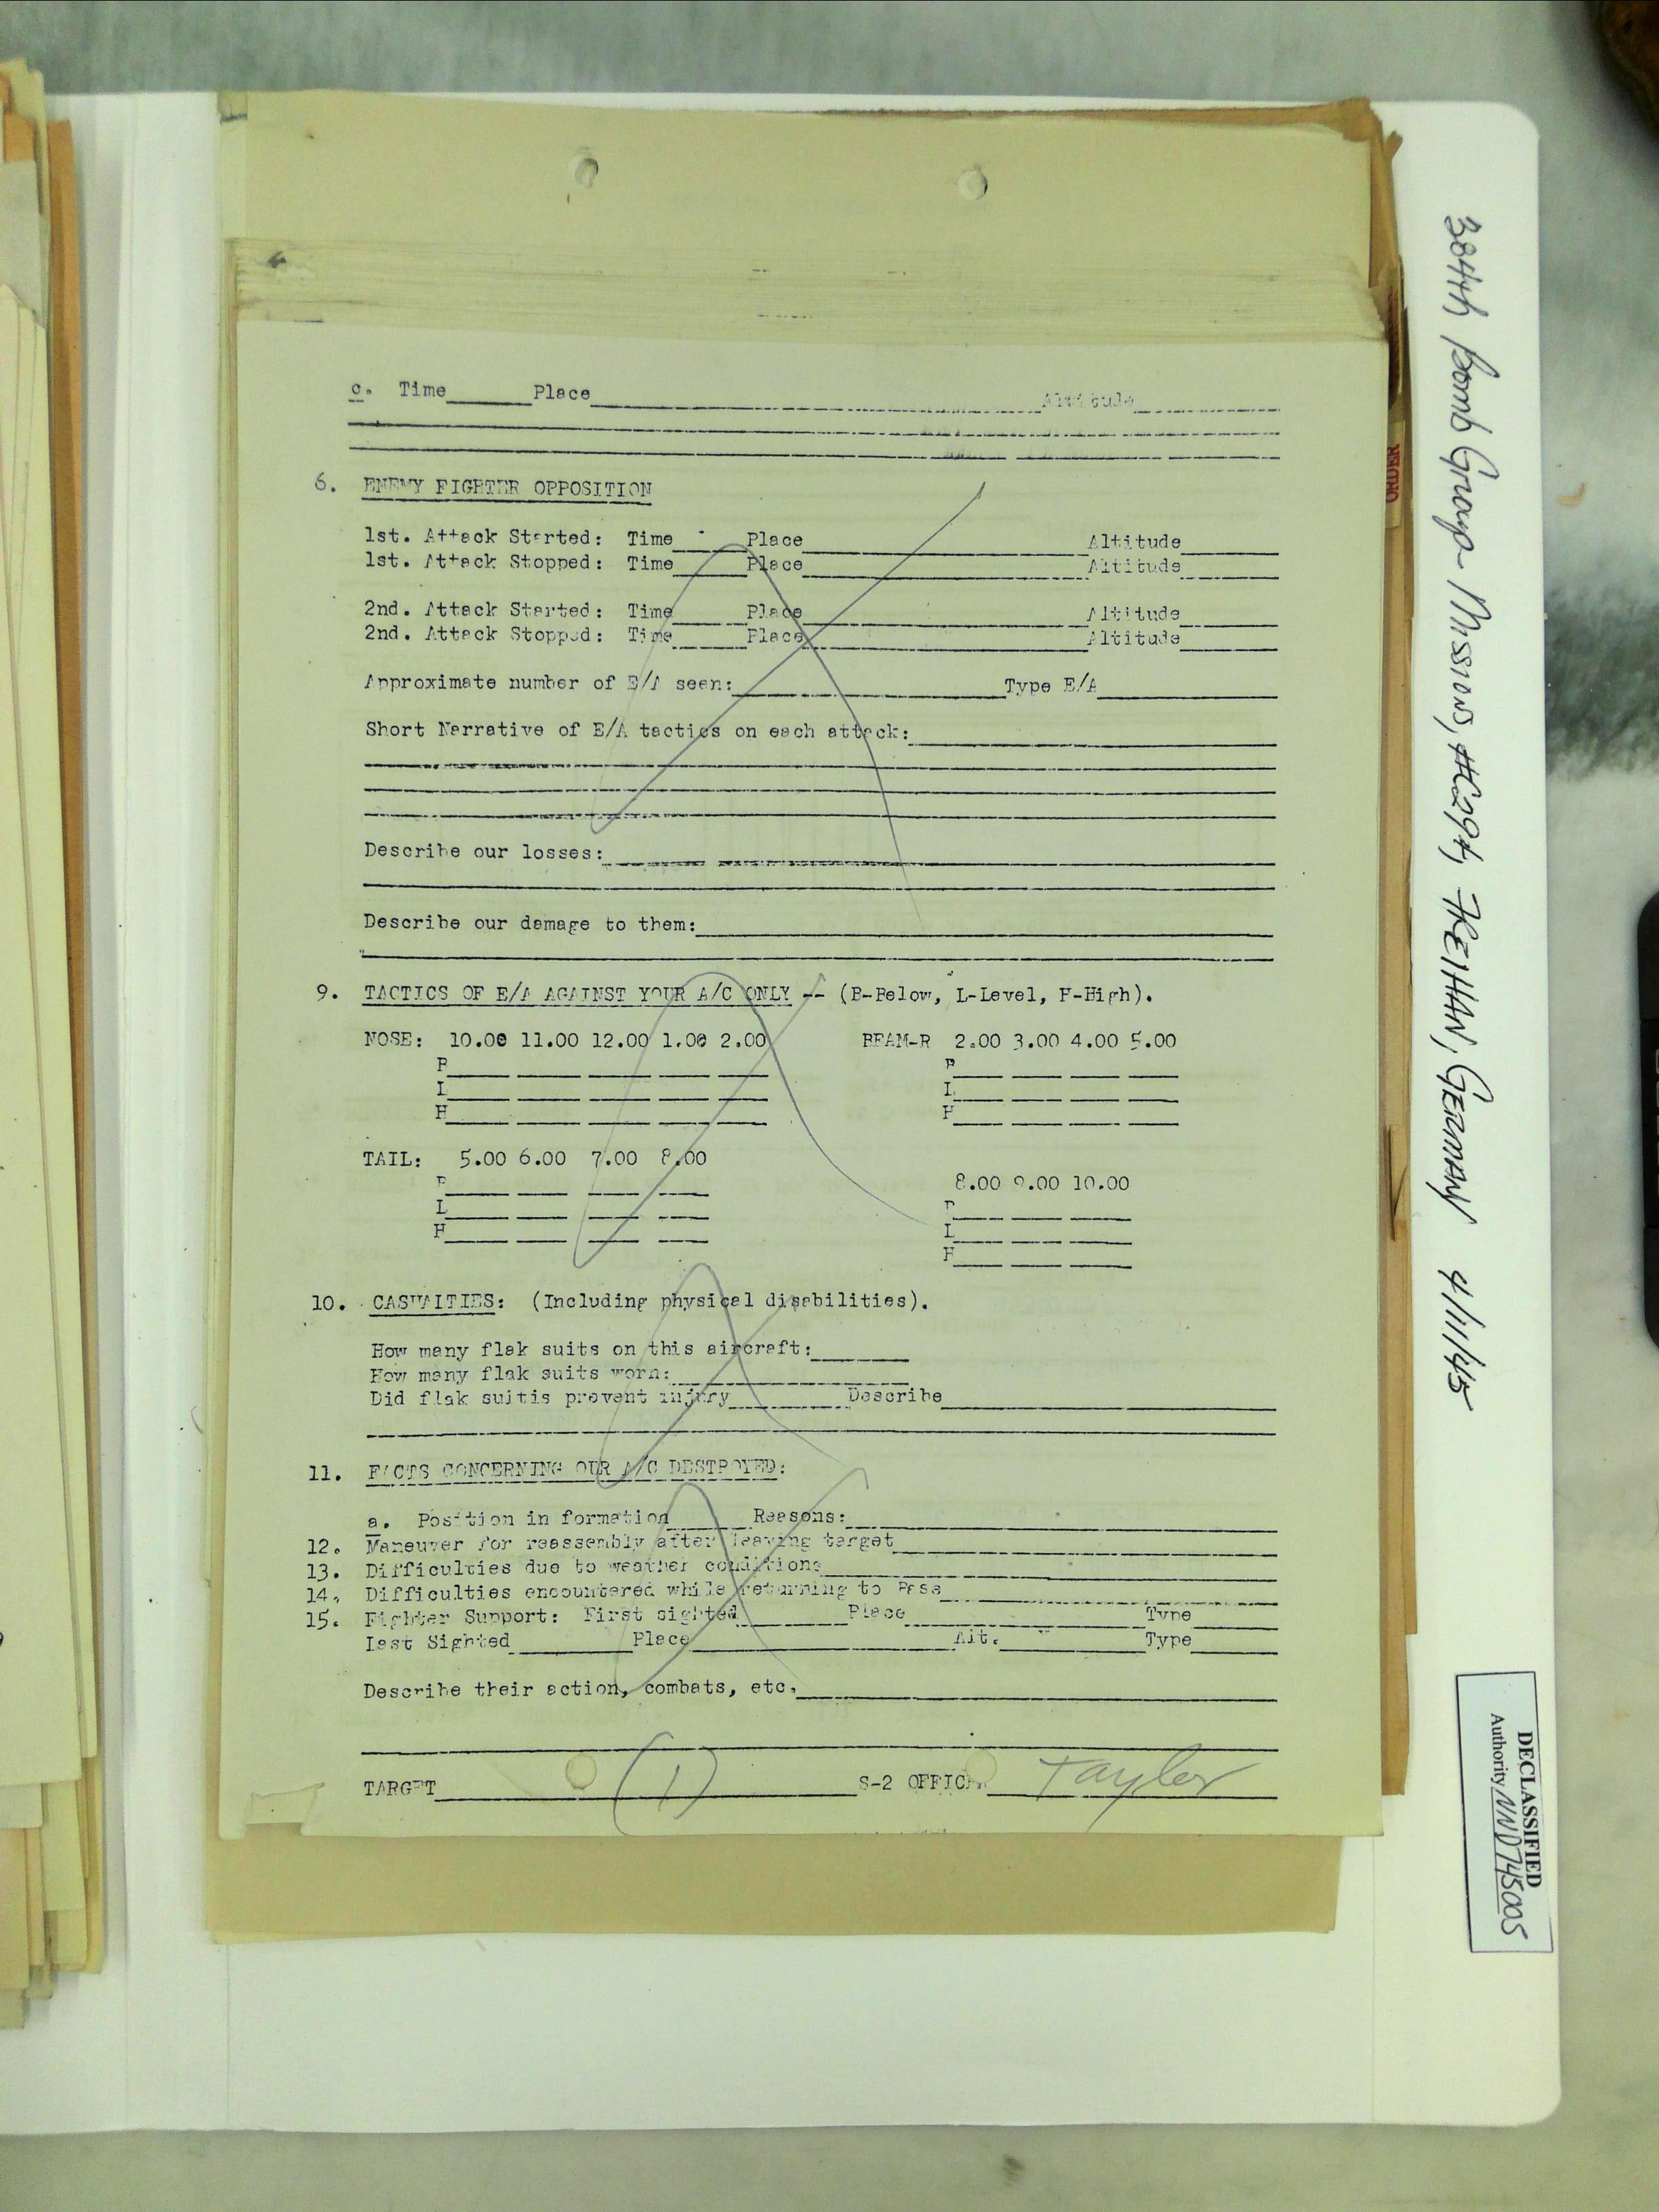 c. Time Place Altitude
6. ENEMY FIGHTER OPPOSITION
1st. Attack Started: Time Place Altitude
1st. Attack Stopped: Time Place Altitude
2nd. Attack Started: Time Place Altitude
2nd. Attack Stopped: Time Place Altitude
Approximate number of E/A seen: Type E/A
Short Narrative of E/A tactics on each attack:
Describe our losses:
Describe our damage to them:
9. TACTICS OF E/A AGAINST YOUR A/C ONLY -- (B-Below, L-Level, H-High).
NOSE: 10.00 11.00 12.00 1.00 2.00 BEAM-R 2.00 3.00 4.00 5.00
B B
L L
H H
TAIL: 5.00 6.00 7.00 8.00
8.00 9.00 10.00
B B
L L
H H
10. CASUALTIES: (Including physical disabilities).
How many flak suits on this aircraft:
How many flak suits worn:
Did flak suitis prevent injury Describe
11. FACTS CONCERNING OUR A/C DESTROYED:
a. Position in formation Reasons:
12. Maneuver for reassembly after leaving target
13. Difficulties due to weather conditions
14. Difficulties encountered while returning to Base
15. Fighter Support: First sighted Place Type
Last Sighted Place Alt. Type
Describe their action, combats, etc.
TARGET (1) S-2 OFFICER Taylor
ORDER
384th Bomb Group - Mission, 4/11/45
DECLASSIFIED
Authority NND745005